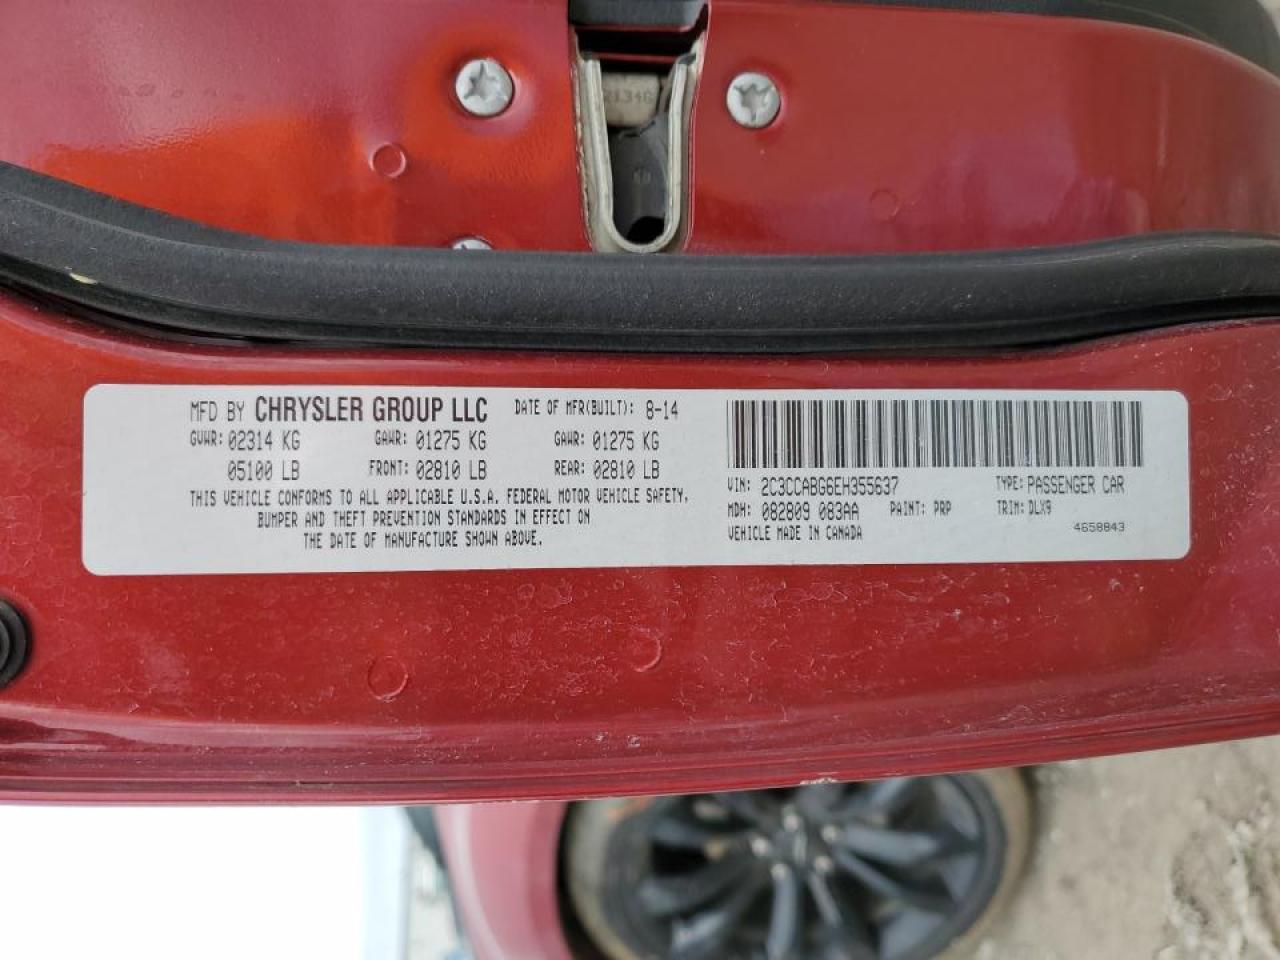 2134G
MFD BY CHRYSLER GROUP LLC DATE OF MFR(BUILT): 8-14
GVWR: 02314 KG GAWR: 01275 KG GAWR: 01275 KG
05100 LB FRONT: 02810 LB REAR: 02810 LB
THIS VEHICLE CONFORMS TO ALL APPLICABLE U.S.A. FEDERAL MOTOR VEHICLE SAFETY,
BUMPER AND THEFT PREVENTION STANDARDS IN EFFECT ON
THE DATE OF MANUFACTURE SHOWN ABOVE.
VIN: 2C3CCABG6EH355637 TYPE: PASSENGER CAR
MDH: 082809 083AA PAINT: PRP TRIM: DLX9
VEHICLE MADE IN CANADA 4658843